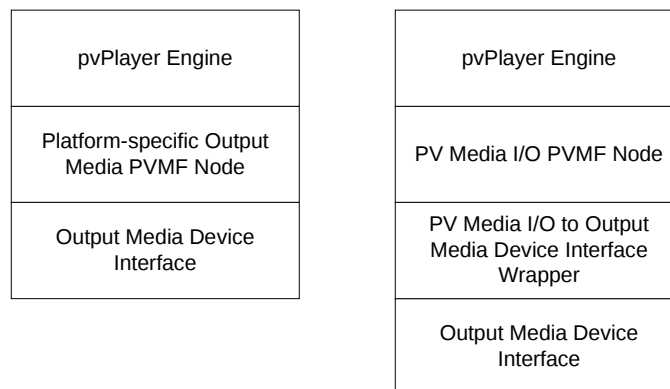 pvPlayer Engine
Platform-specific Output
Media PVMF Node
Output Media Device
Interface
pvPlayer Engine
PV Media I/O PVMF Node
PV Media I/O to Output
Media Device Interface
Wrapper
Output Media Device
Interface